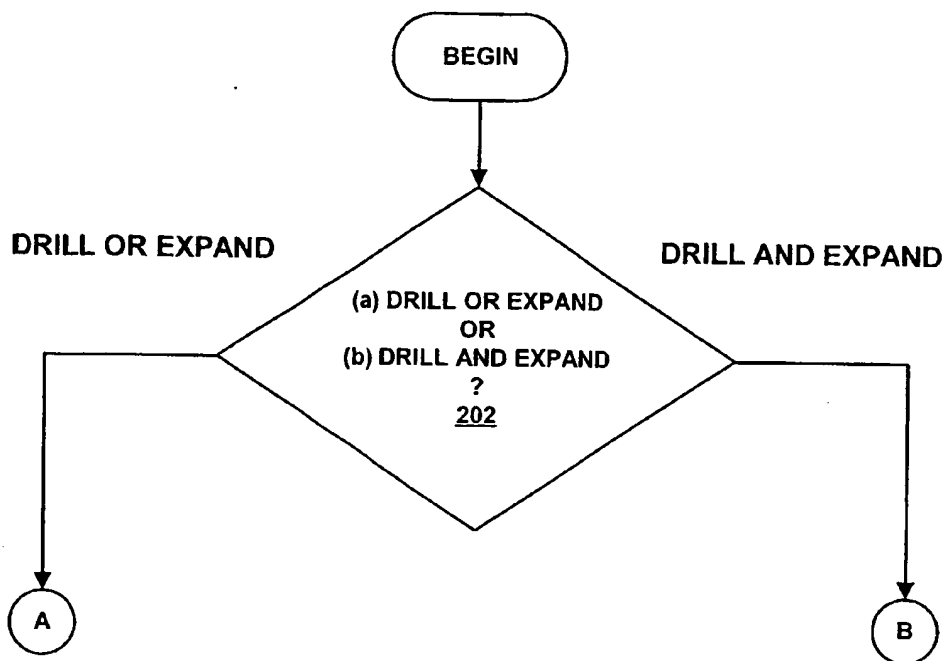 BEGIN
DRILL OR EXPAND
DRILL AND EXPAND
(a) DRILL OR EXPAND
OR
(b) DRILL AND EXPAND
?
202
A
B